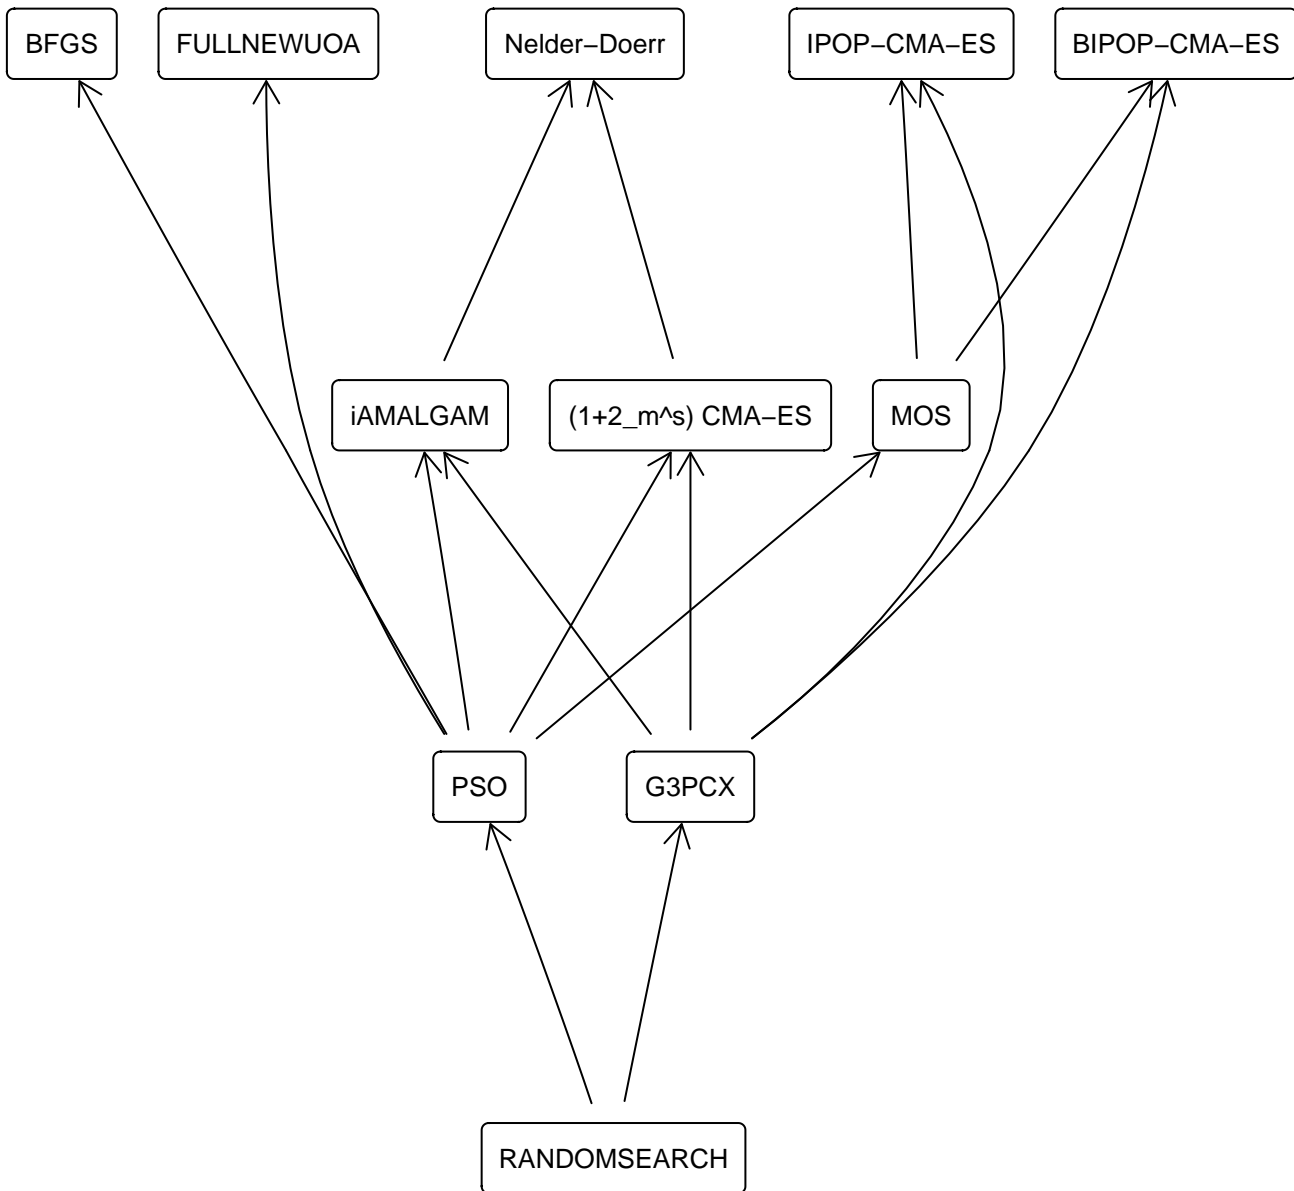 BFGS
FULLNEWUOA
Nelder−Doerr
IPOP−CMA−ES
BIPOP−CMA−ES
iAMALGAM
(1+2_m^s) CMA−ES
MOS
PSO
G3PCX
RANDOMSEARCH